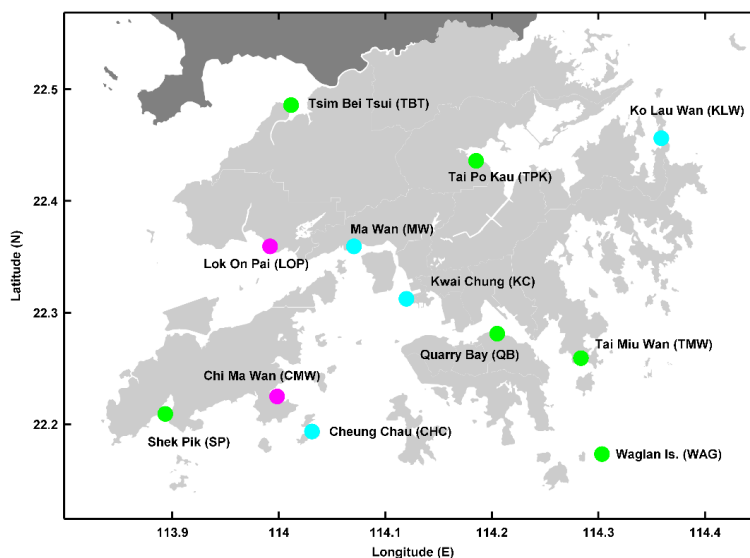 22.5
22.4
22.3
22.2
Latitude (N)
Tsim Bei Tsui (TBT)
Ko Lau Wan (KLW)
Tai Po Kau (TPK)
Ma Wan (MW)
Lok On Pai (LOP)
Kwai Chung (KC)
Tai Miu Wan (TMW)
Quarry Bay (QB)
Chi Ma Wan (CMW)
Cheung Chau (CHC)
Shek Pik (SP)
Waglan Is. (WAG)
113.9
114
114.1
114.2
114.3
114.4
Longitude (E)